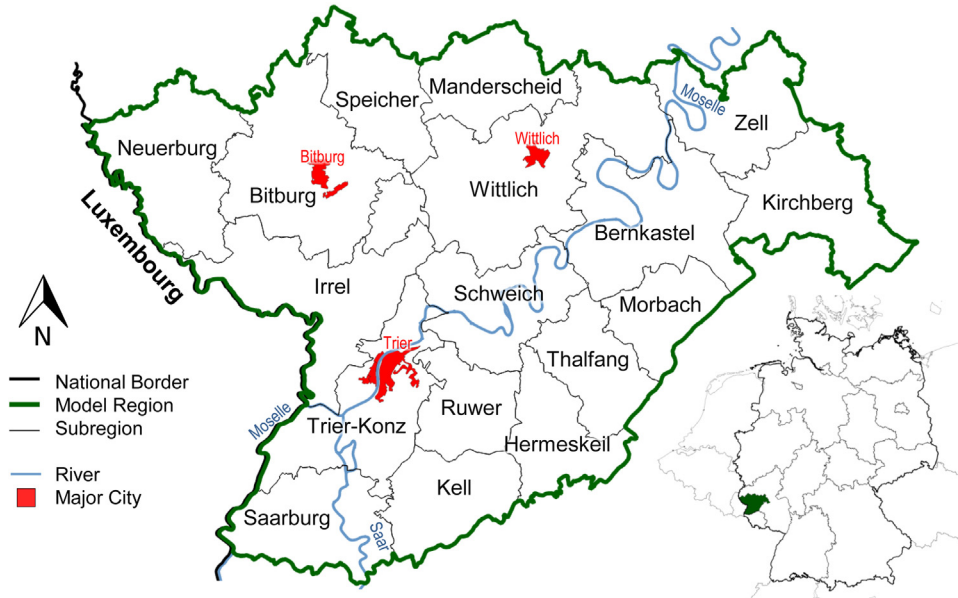 Manderscheid
Moselle
Speicher
Zell
Wittlich
Neuerburg
Bitburg
Bitburg
Wittlich
Kirchberg
Luxembourg
Bernkastel
Irrel
Schweich
Morbach
N
Trier
Thalfang
National Border
Model Region
Subregion
River
Major City
Moselle
Trier-Konz
Ruwer
Hermeskeil
Kell
Saarburg
Saar